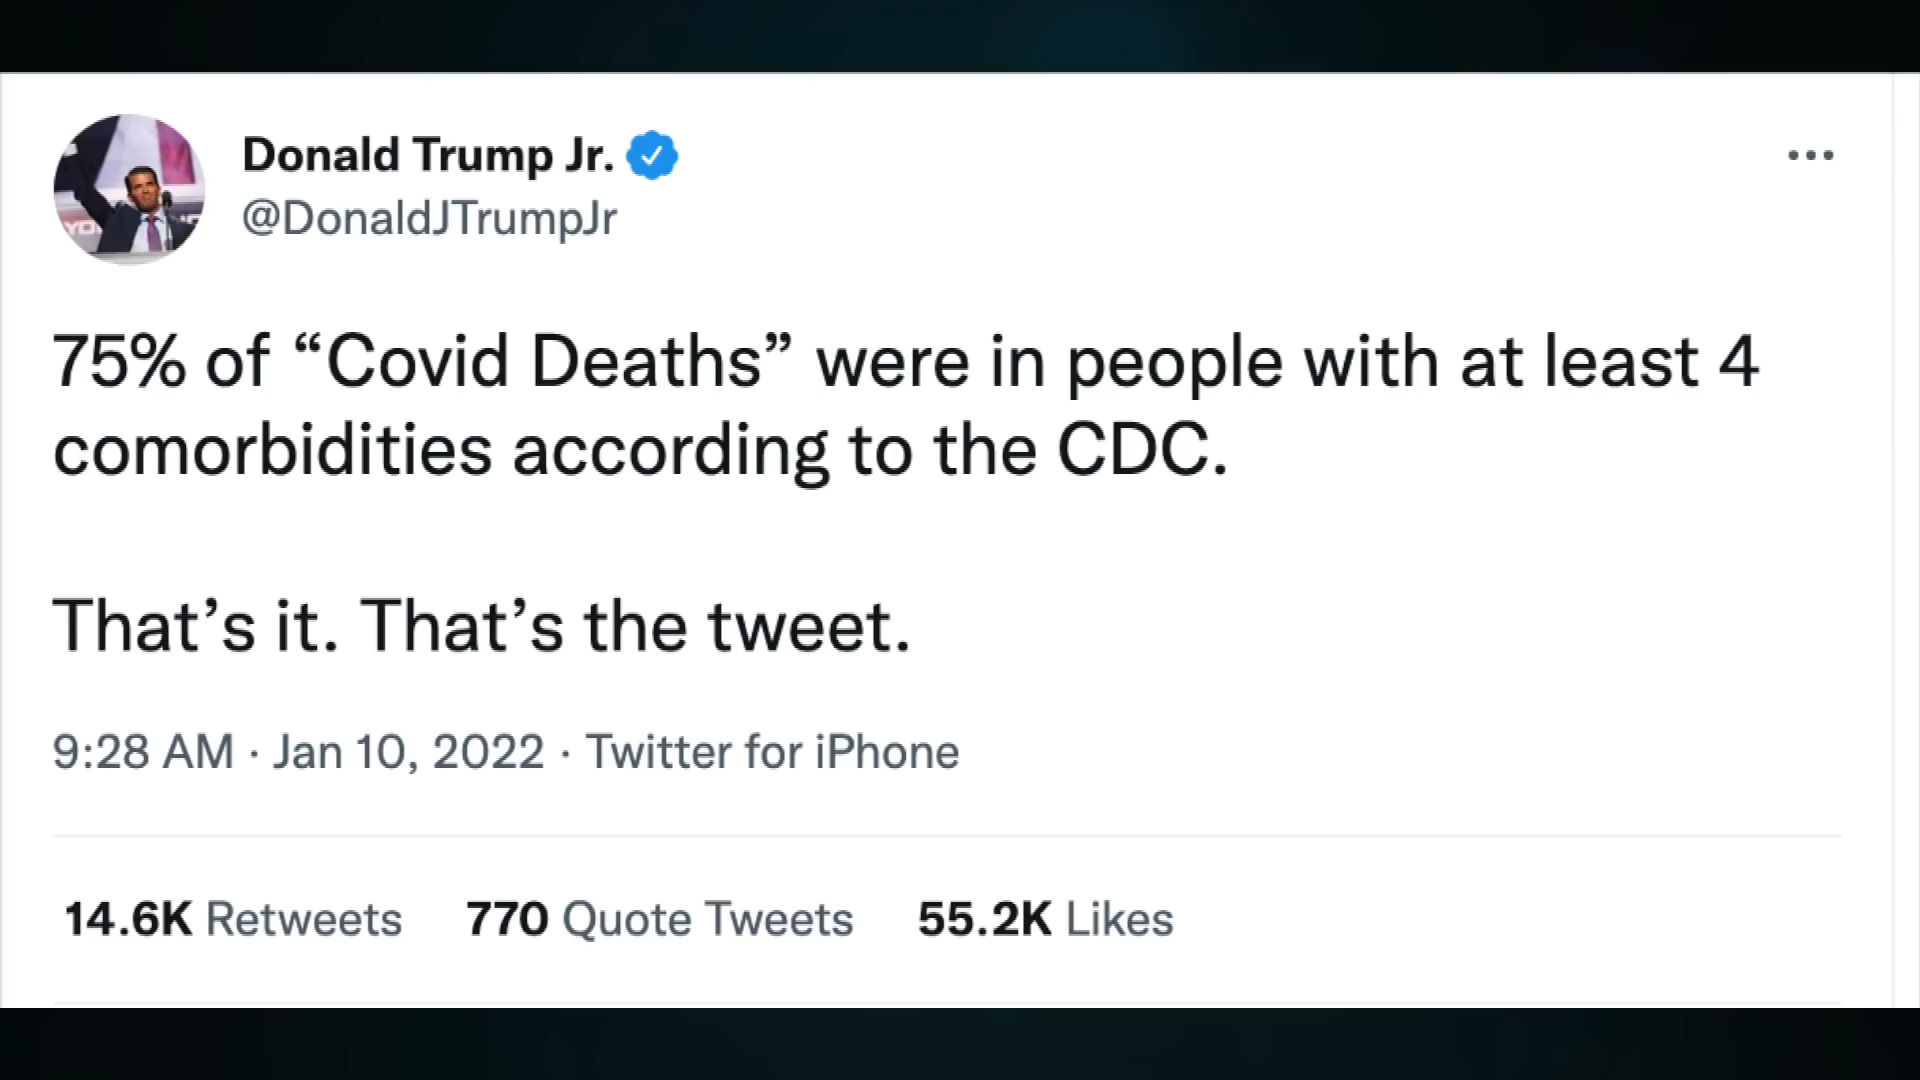 Donald Trump Jr.
@DonaldJTrumpJr
75% of “Covid Deaths” were in people with at least 4
comorbidities according to the CDC.
That’s it. That’s the tweet.
9:28 AM · Jan 10, 2022 · Twitter for iPhone
14.6K Retweets 770 Quote Tweets 55.2K Likes